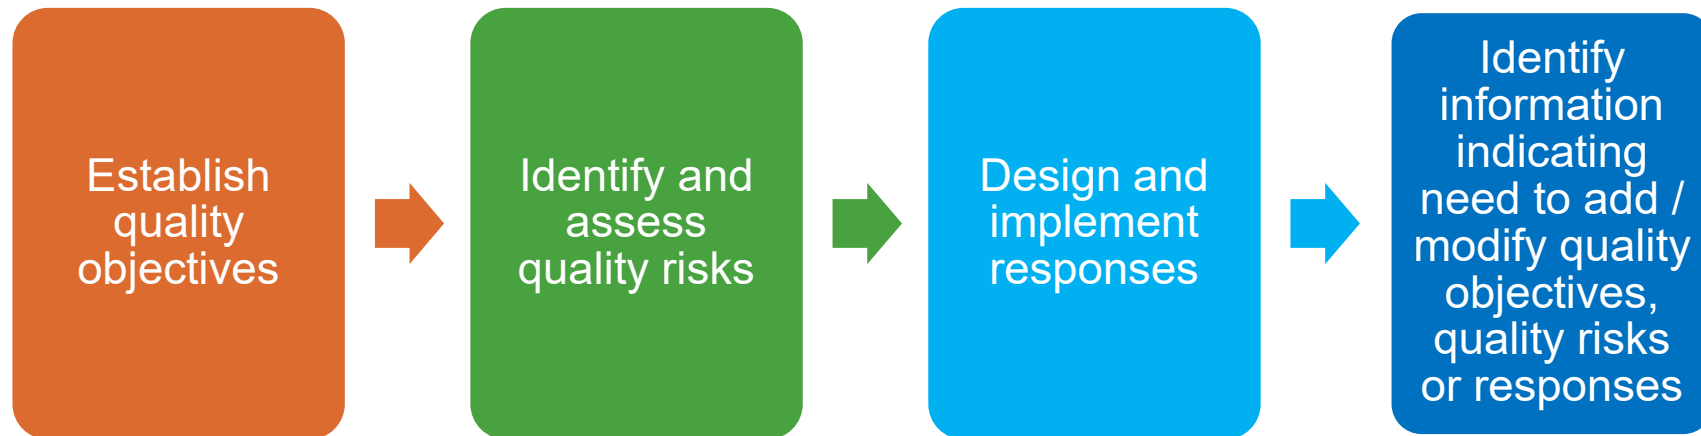 Establish
quality
objectives
Identify and
assess
quality risks
Design and
implement
responses
Identify
information
indicating
need to add /
modify quality
objectives,
quality risks
or responses